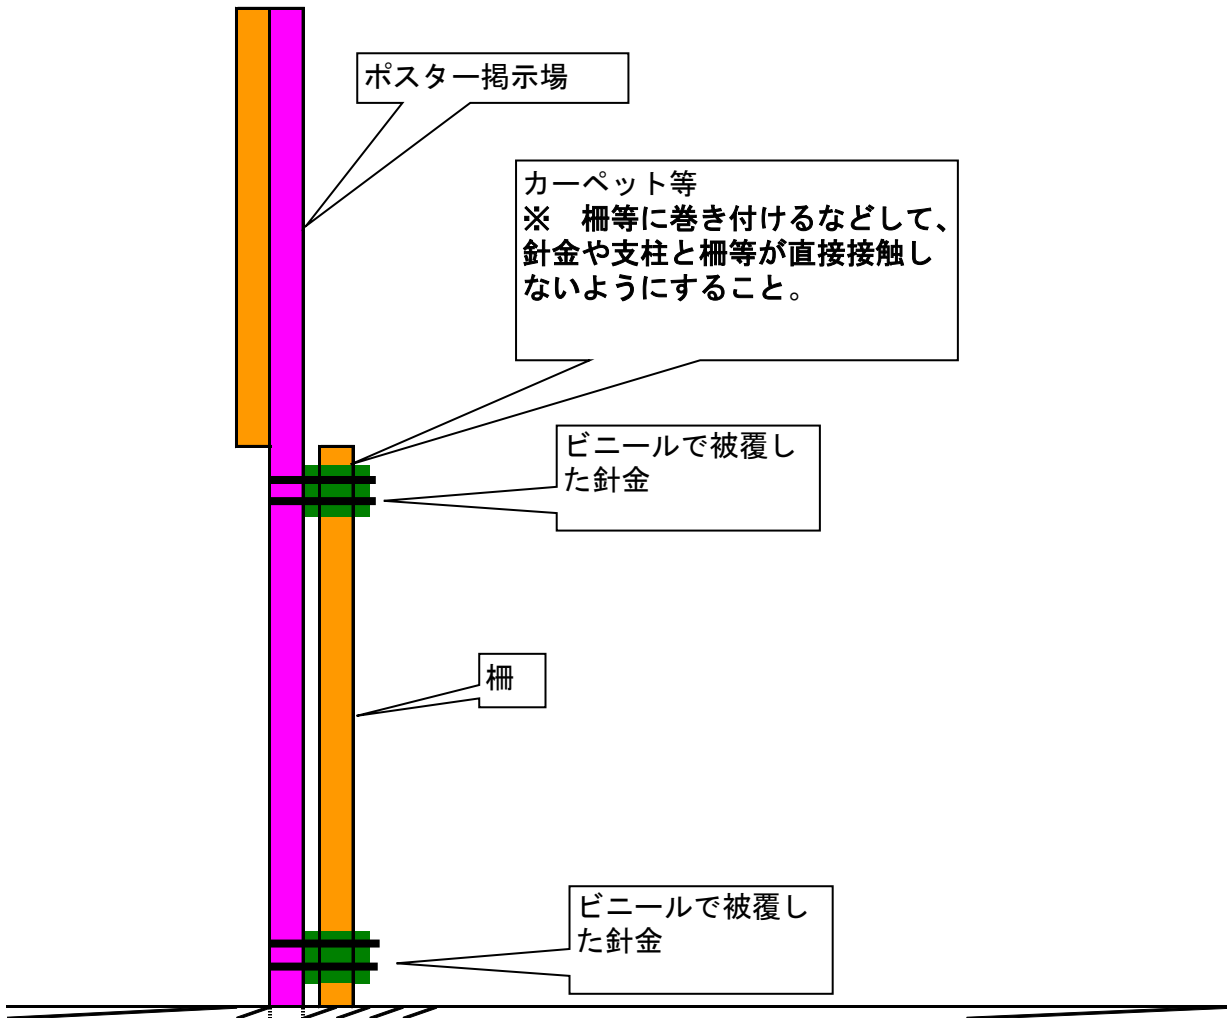 ポスター掲示場
カーペット等
※　柵等に巻き付けるなどして、
針金や支柱と柵等が直接接触し
ないようにすること。
ビニールで被覆し
た針金
柵
ビニールで被覆し
た針金